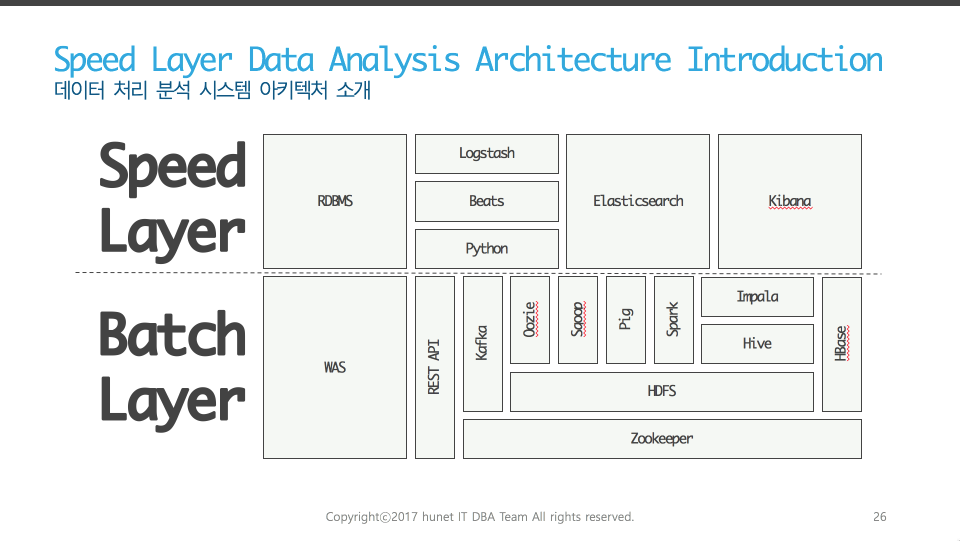 Speed Layer Data Analysis Architecture Introduction
데이터 처리 분석 시스템 아키텍처 소개
Speed
Layer
RDBMS
Logstash
Beats
Python
Elasticsearch
Kibana
Batch
Layer
WAS
REST API
Kafka
Oozie
Sqoop
Pig
Spark
Impala
Hive
HBase
HDFS
Zookeeper
Copyrightⓒ2017 hunet IT DBA Team All rights reserved.
26